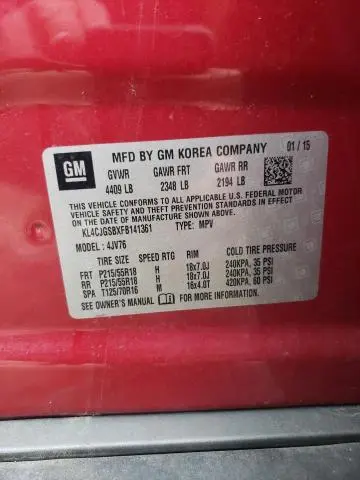 GM
MFD BY GM KOREA COMPANY 01 / 15
GVWR GAWR FRT GAWR RR
4409 LB 2348 LB 2194 LB
THIS VEHICLE CONFORMS TO ALL APPLICABLE U.S. FEDERAL MOTOR
VEHICLE SAFETY, BUMPER, AND THEFT PREVENTION STANDARDS IN EFFECT
ON THE DATE OF MANUFACTURE SHOWN ABOVE.
KL4CJGSBXFB141361 TYPE: MPV
MODEL: 4JV76
TIRE SIZE SPEED RTG RIM COLD TIRE PRESSURE
FRT P215/55R18 H 18x7.0J 240KPA, 35 PSI
RR P215/55R18 H 18x7.0J 240KPA, 35 PSI
SPA T125/70R16 M 16x4.0T 420KPA, 60 PSI
SEE OWNER'S MANUAL FOR MORE INFORMATION.